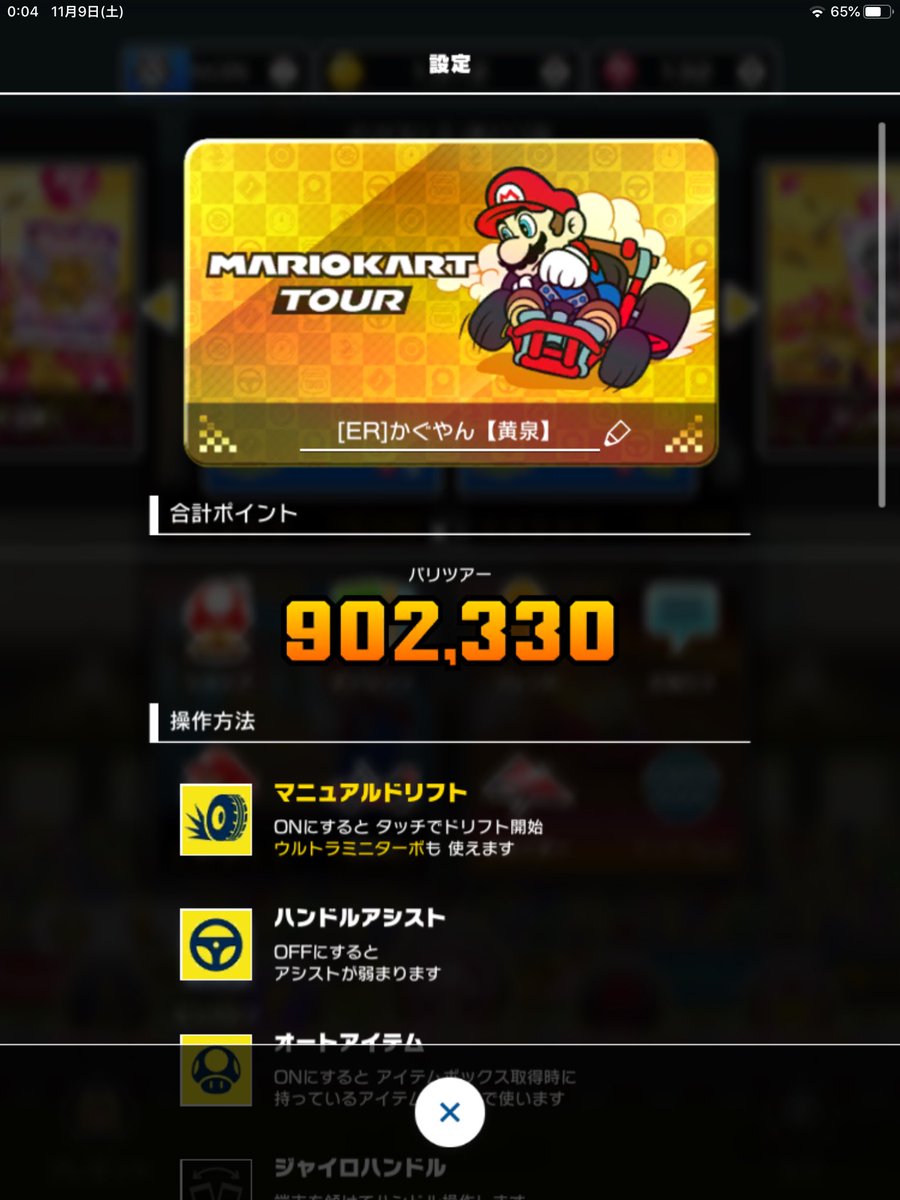 0:04 11月9日(土)
65%
設定
MARIOKART
TOUR
[ER]かぐやん【黄泉】
合計ポイント
パリツアー
902,330
操作方法
マニュアルドリフト
ONにすると タッチでドリフト開始
ウルトラミニターボも 使えます
ハンドルアシスト
OFFにすると
アシストが弱まります
オートアイテム
ONにすると アイテムボックス取得時に
持っているアイテム
で使います
ジャイロハンドル